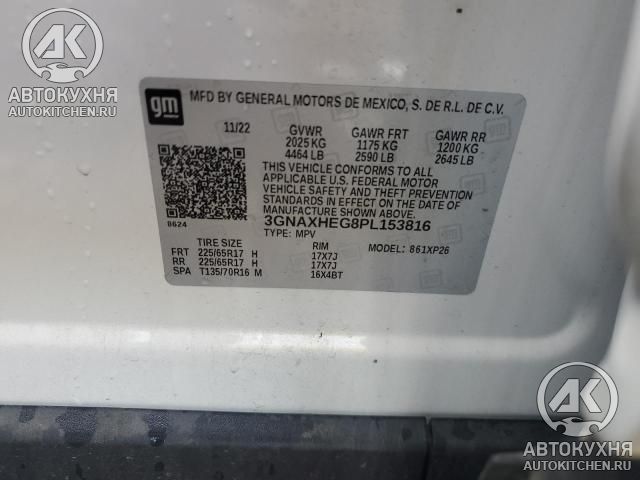 АВТОКУХНЯ
AUTOKITCHEN.RU
gm
MFD BY GENERAL MOTORS DE MEXICO, S. DE R.L. DE C.V.
11/22 GVWR GAWR FRT GAWR RR
2025 KG 1175 KG 1200 KG
4464 LB 2590 LB 2645 LB
THIS VEHICLE CONFORMS TO ALL
APPLICABLE U.S. FEDERAL MOTOR
VEHICLE SAFETY AND THEFT PREVENTION
STANDARDS IN EFFECT ON THE DATE OF
MANUFACTURE SHOWN ABOVE.
8624
3GNAXHEG8PL153816
TYPE: MPV
TIRE SIZE RIM MODEL: 861XP26
FRT 225/65R17 H 17X7J
RR 225/65R17 H 17X7J
SPA T135/70R16 M 16X4BT
АК
АВТОКУХНЯ
AUTOKITCHEN.RU